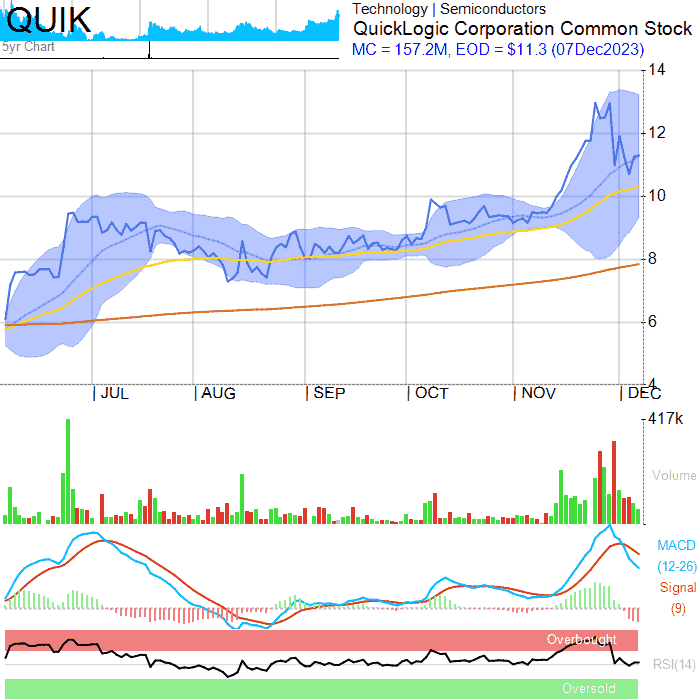 QUIK
5yr Chart
Technology | Semiconductors
QuickLogic Corporation Common Stock
MC = 157.2M, EOD = $11.3 (07Dec2023)
14
12
10
8
6
4
JUL AUG SEP OCT NOV DEC
417k
Volume
MACD
(12-26)
Signal
(9)
Overbought
RSI(14)
Oversold